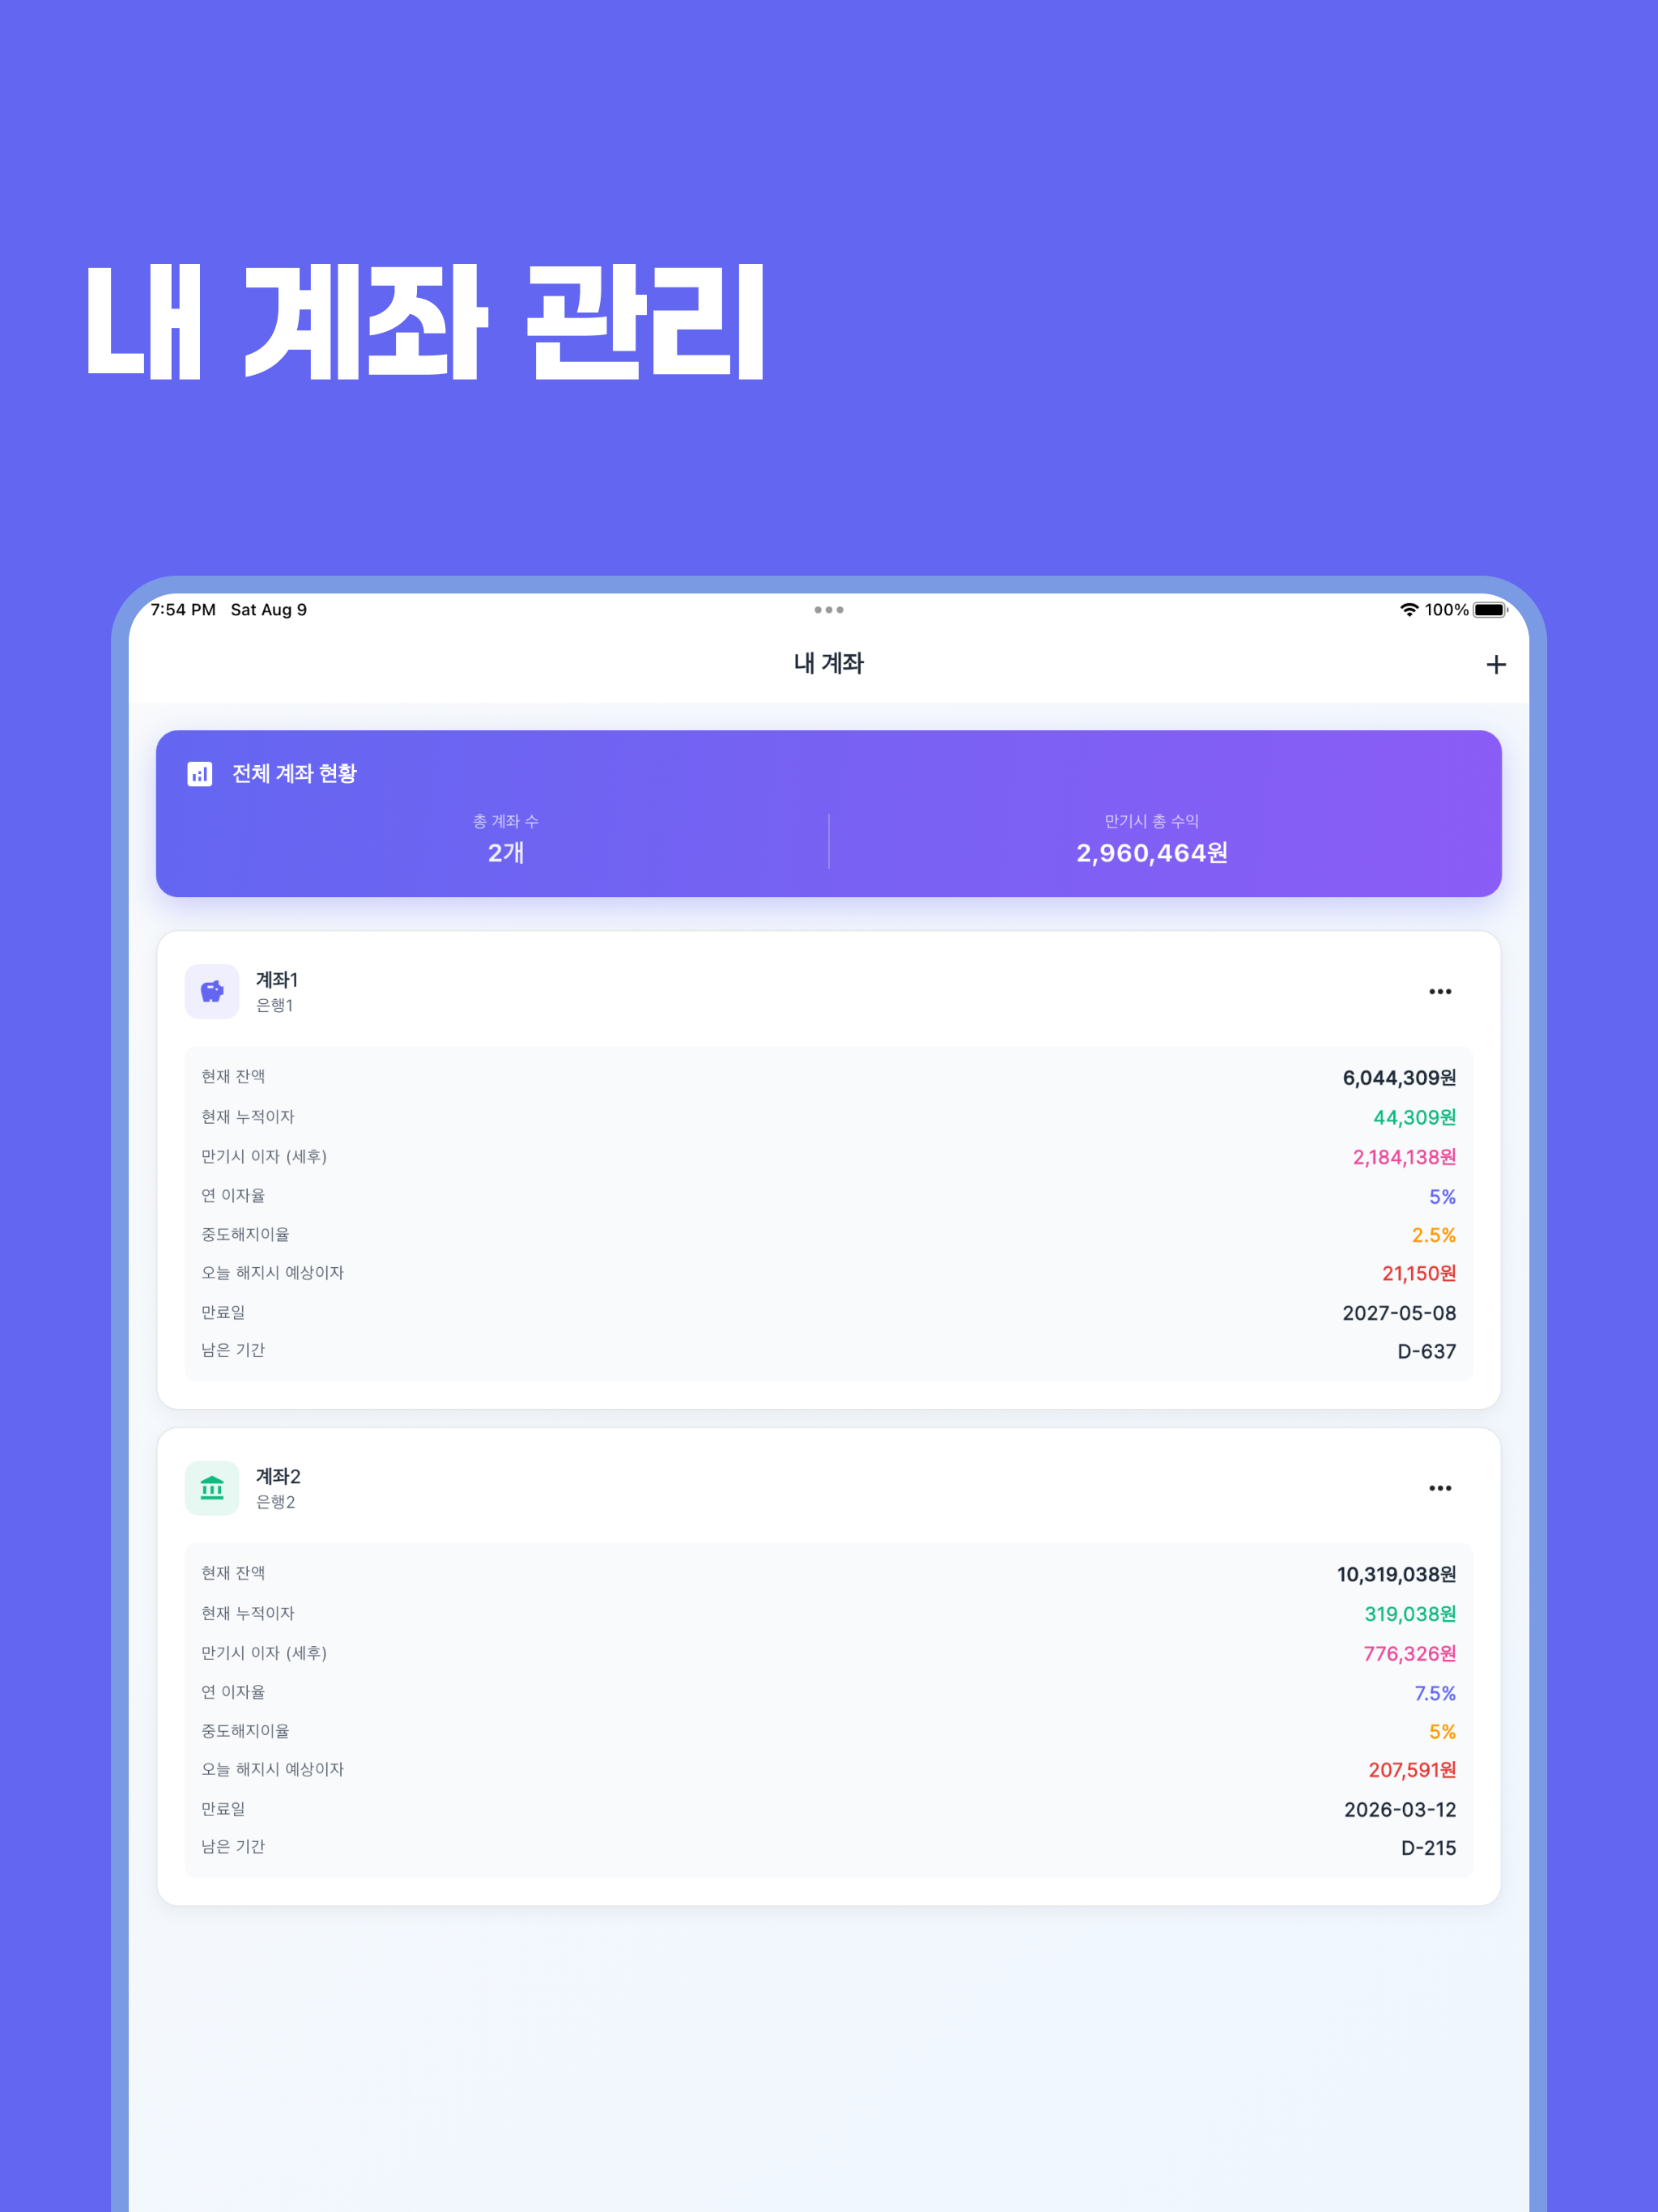 내 계좌 관리
7:54 PM Sat Aug 9
100%
내 계좌
+
전체 계좌 현황
총 계좌 수
2개
만기시 총 수익
2,960,464원
계좌1
은행1
현재 잔액 6,044,309원
현재 누적이자 44,309원
만기시 이자 (세후) 2,184,138원
연 이자율 5%
중도해지이율 2.5%
오늘 해지시 예상이자 21,150원
만료일 2027-05-08
남은 기간 D-637
계좌2
은행2
현재 잔액 10,319,038원
현재 누적이자 319,038원
만기시 이자 (세후) 776,326원
연 이자율 7.5%
중도해지이율 5%
오늘 해지시 예상이자 207,591원
만료일 2026-03-12
남은 기간 D-215